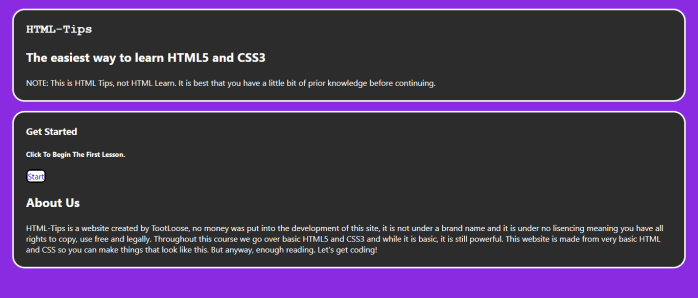 HTML-Tips
The easiest way to learn HTML5 and CSS3
NOTE: This is HTML Tips, not HTML Learn. It is best that you have a little bit of prior knowledge before continuing.
Get Started
Click To Begin The First Lesson.
Start
About Us
HTML-Tips is a website created by TootLoose, no money was put into the development of this site, it is not under a brand name and it is under no lisencing meaning you have all
rights to copy, use free and legally. Throughout this course we go over basic HTML5 and CSS3 and while it is basic, it is still powerful. This website is made from very basic HTML
and CSS so you can make things that look like this. But anyway, enough reading. Let's get coding!